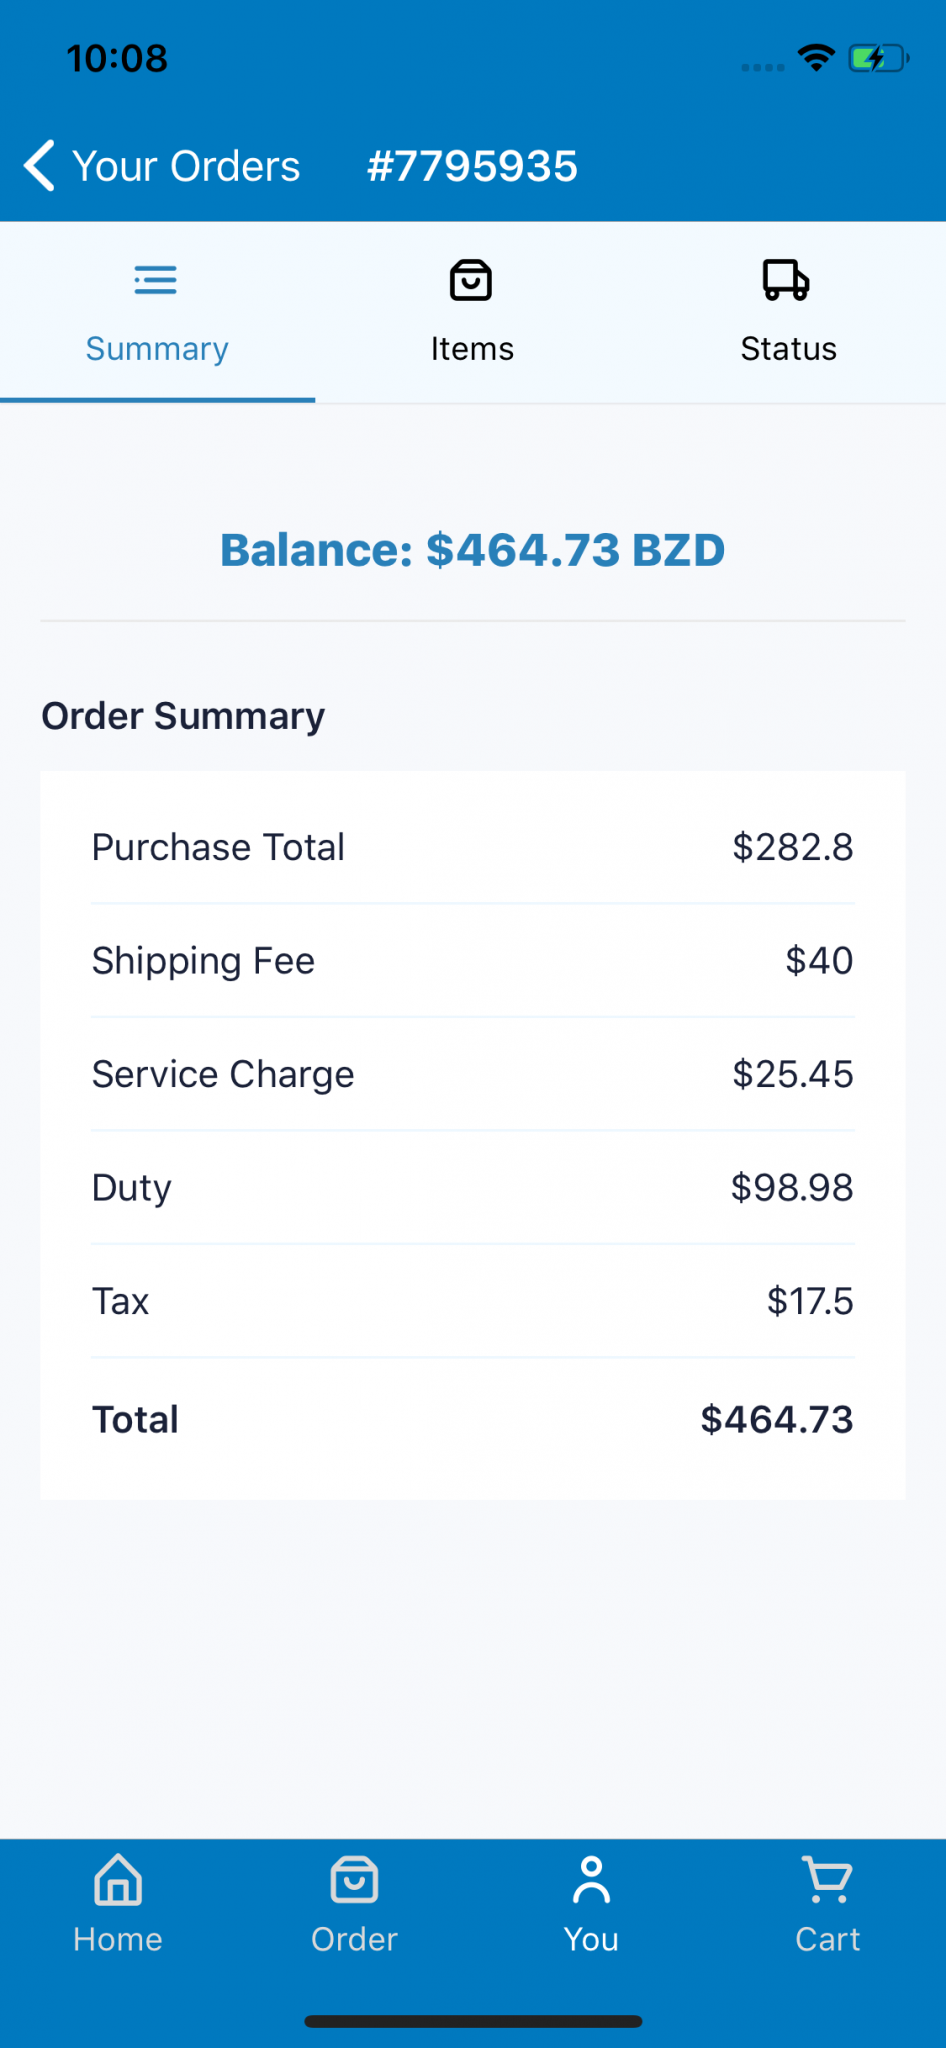 10:08
Your Orders #7795935
Summary Items Status
Balance: $464.73 BZD
Order Summary
Purchase Total $282.8
Shipping Fee $40
Service Charge $25.45
Duty $98.98
Tax $17.5
Total $464.73
Home Order You Cart